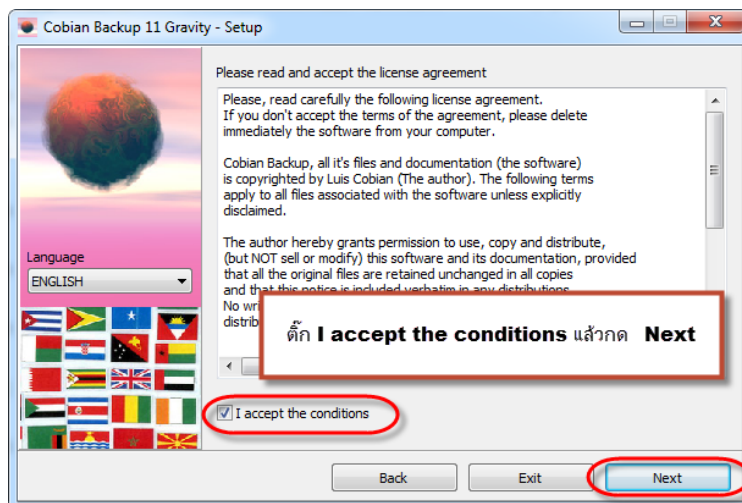 Cobian Backup 11 Gravity - Setup
Please read and accept the license agreement
Please, read carefully the following license agreement.
If you don't accept the terms of the agreement, please delete
immediately the software from your computer.
Cobian Backup, all it's files and documentation (the software)
is copyrighted by Luis Cobian (The author). The following terms
apply to all files associated with the software unless explicitly
disclaimed.
The author hereby grants permission to use, copy and distribute,
(but NOT sell or modify) this software and its documentation, provided
that all the original files are retained unchanged in all copies
and that this notice is included verbatim in any distributions.
Language
ENGLISH
ติ๊ก I accept the conditions แล้วกด Next
I accept the conditions
Back
Exit
Next